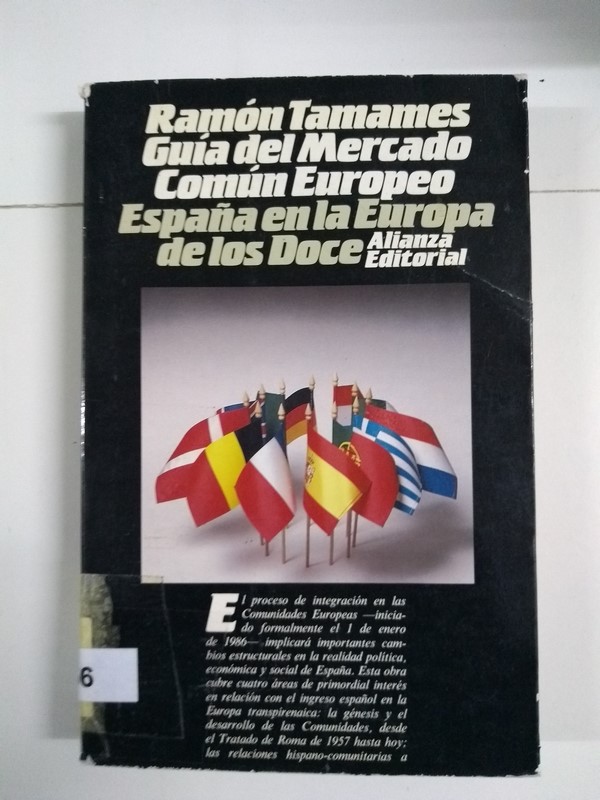 Ramón Tamames
Guía del Mercado
Común Europeo
España en la Europa
de los Doce Alianza
Editorial
El proceso de integración en las
Comunidades Europeas —inicia-
do formalmente el 1 de enero
de 1986— implicará importantes cam-
bios estructurales en la realidad política,
económica y social de España. Esta obra
cubre cuatro áreas de primordial interés
en relación con el ingreso español en la
Europa transpirenaica: la génesis y el
desarrollo de las Comunidades, desde
el Tratado de Roma de 1957 hasta hoy;
las relaciones hispano-comunitarias a
6